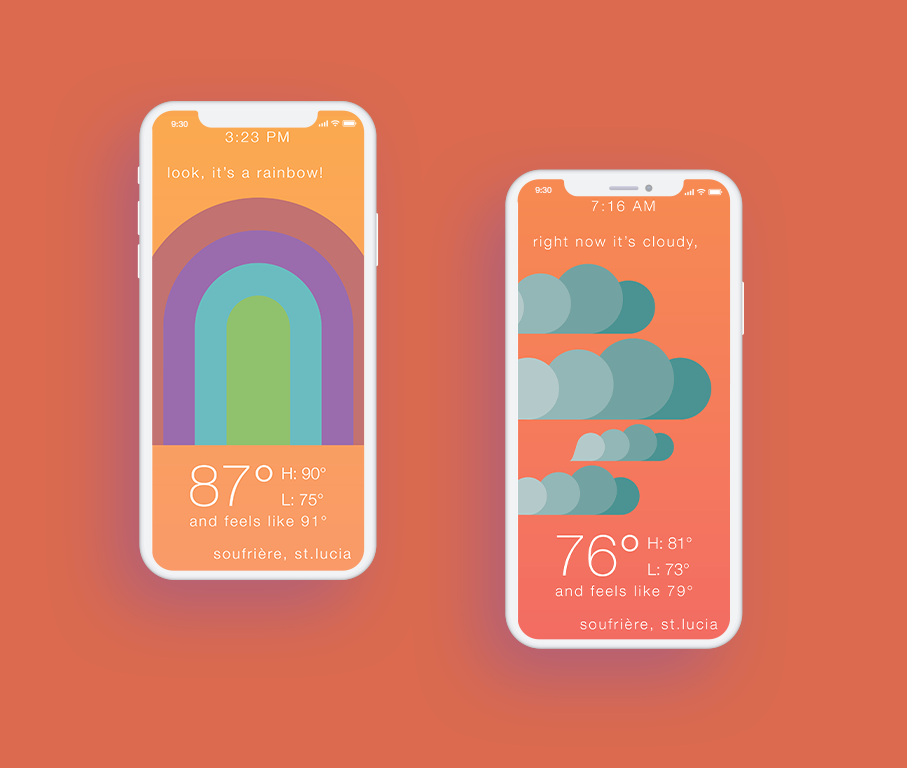 9:30
3:23 PM
look, it's a rainbow!
87° H: 90°
L: 75°
and feels like 91°
soufrière, st.lucia
9:30
7:16 AM
right now it's cloudy,
76° H: 81°
L: 73°
and feels like 79°
soufrière, st.lucia